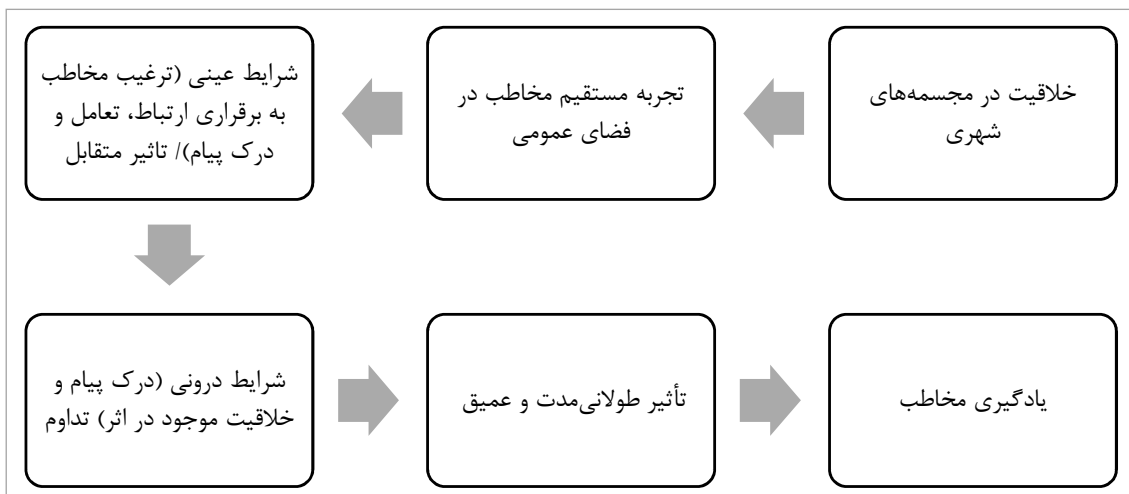 خلاقیت در مجسمه‌های
شهری
تجربه مستقیم مخاطب در
فضای عمومی
شرایط عینی (ترغیب مخاطب
به برقراری ارتباط، تعامل و
درک پیام)/ تاثیر متقابل
شرایط درونی (درک پیام و
خلاقیت موجود در اثر) تداوم
تأثیر طولانی‌مدت و عمیق
یادگیری مخاطب